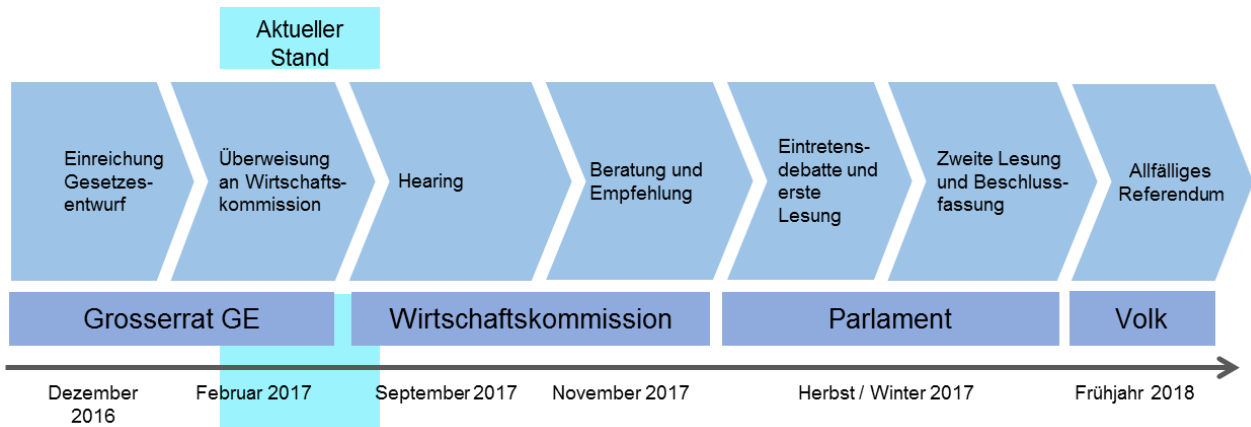 Aktueller
Stand
Einreichung
Gesetzes-
entwurf
Überweisung
an Wirtschafts-
kommission
Hearing
Beratung und
Empfehlung
Eintretens-
debatte und
erste
Lesung
Zweite Lesung
und Beschluss-
fassung
Allfälliges
Referendum
Grosserrat GE
Wirtschaftskommission
Parlament
Volk
Dezember
2016
Februar 2017
September 2017
November 2017
Herbst / Winter 2017
Frühjahr 2018